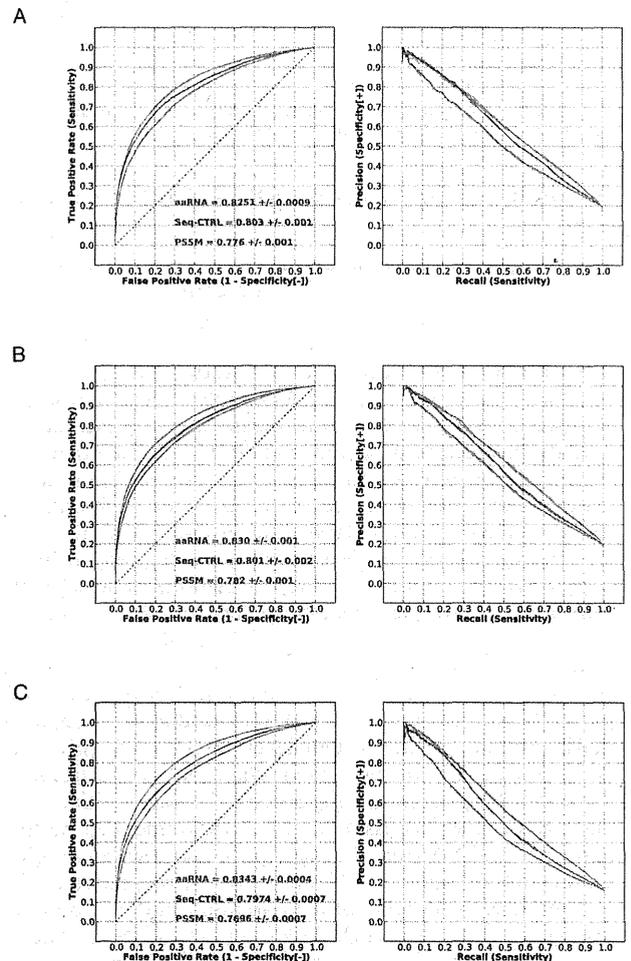 A
True Positive Rate (Sensitivity)
1.0
0.9
0.8
0.7
0.6
0.5
0.4
0.3
0.2
0.1
0.0
aaRNA = 0.8251 +/- 0.0009
Seq-CTRL = 0.803 +/- 0.001
PSSM = 0.776 +/- 0.001
0.0 0.1 0.2 0.3 0.4 0.5 0.6 0.7 0.8 0.9 1.0
False Positive Rate (1 - Specificity[-])
Precision (Specificity[+])
1.0
0.9
0.8
0.7
0.6
0.5
0.4
0.3
0.2
0.1
0.0
0.0 0.1 0.2 0.3 0.4 0.5 0.6 0.7 0.8 0.9 1.0
Recall (Sensitivity)
B
True Positive Rate (Sensitivity)
1.0
0.9
0.8
0.7
0.6
0.5
0.4
0.3
0.2
0.1
0.0
aaRNA = 0.830 +/- 0.001
Seq-CTRL = 0.801 +/- 0.002
PSSM = 0.782 +/- 0.001
0.0 0.1 0.2 0.3 0.4 0.5 0.6 0.7 0.8 0.9 1.0
False Positive Rate (1 - Specificity[-])
Precision (Specificity[+])
1.0
0.9
0.8
0.7
0.6
0.5
0.4
0.3
0.2
0.1
0.0
0.0 0.1 0.2 0.3 0.4 0.5 0.6 0.7 0.8 0.9 1.0
Recall (Sensitivity)
C
True Positive Rate (Sensitivity)
1.0
0.9
0.8
0.7
0.6
0.5
0.4
0.3
0.2
0.1
0.0
aaRNA = 0.8343 +/- 0.0004
Seq-CTRL = 0.7974 +/- 0.0007
PSSM = 0.7696 +/- 0.0007
0.0 0.1 0.2 0.3 0.4 0.5 0.6 0.7 0.8 0.9 1.0
False Positive Rate (1 - Specificity[-])
Precision (Specificity[+])
1.0
0.9
0.8
0.7
0.6
0.5
0.4
0.3
0.2
0.1
0.0
0.0 0.1 0.2 0.3 0.4 0.5 0.6 0.7 0.8 0.9 1.0
Recall (Sensitivity)